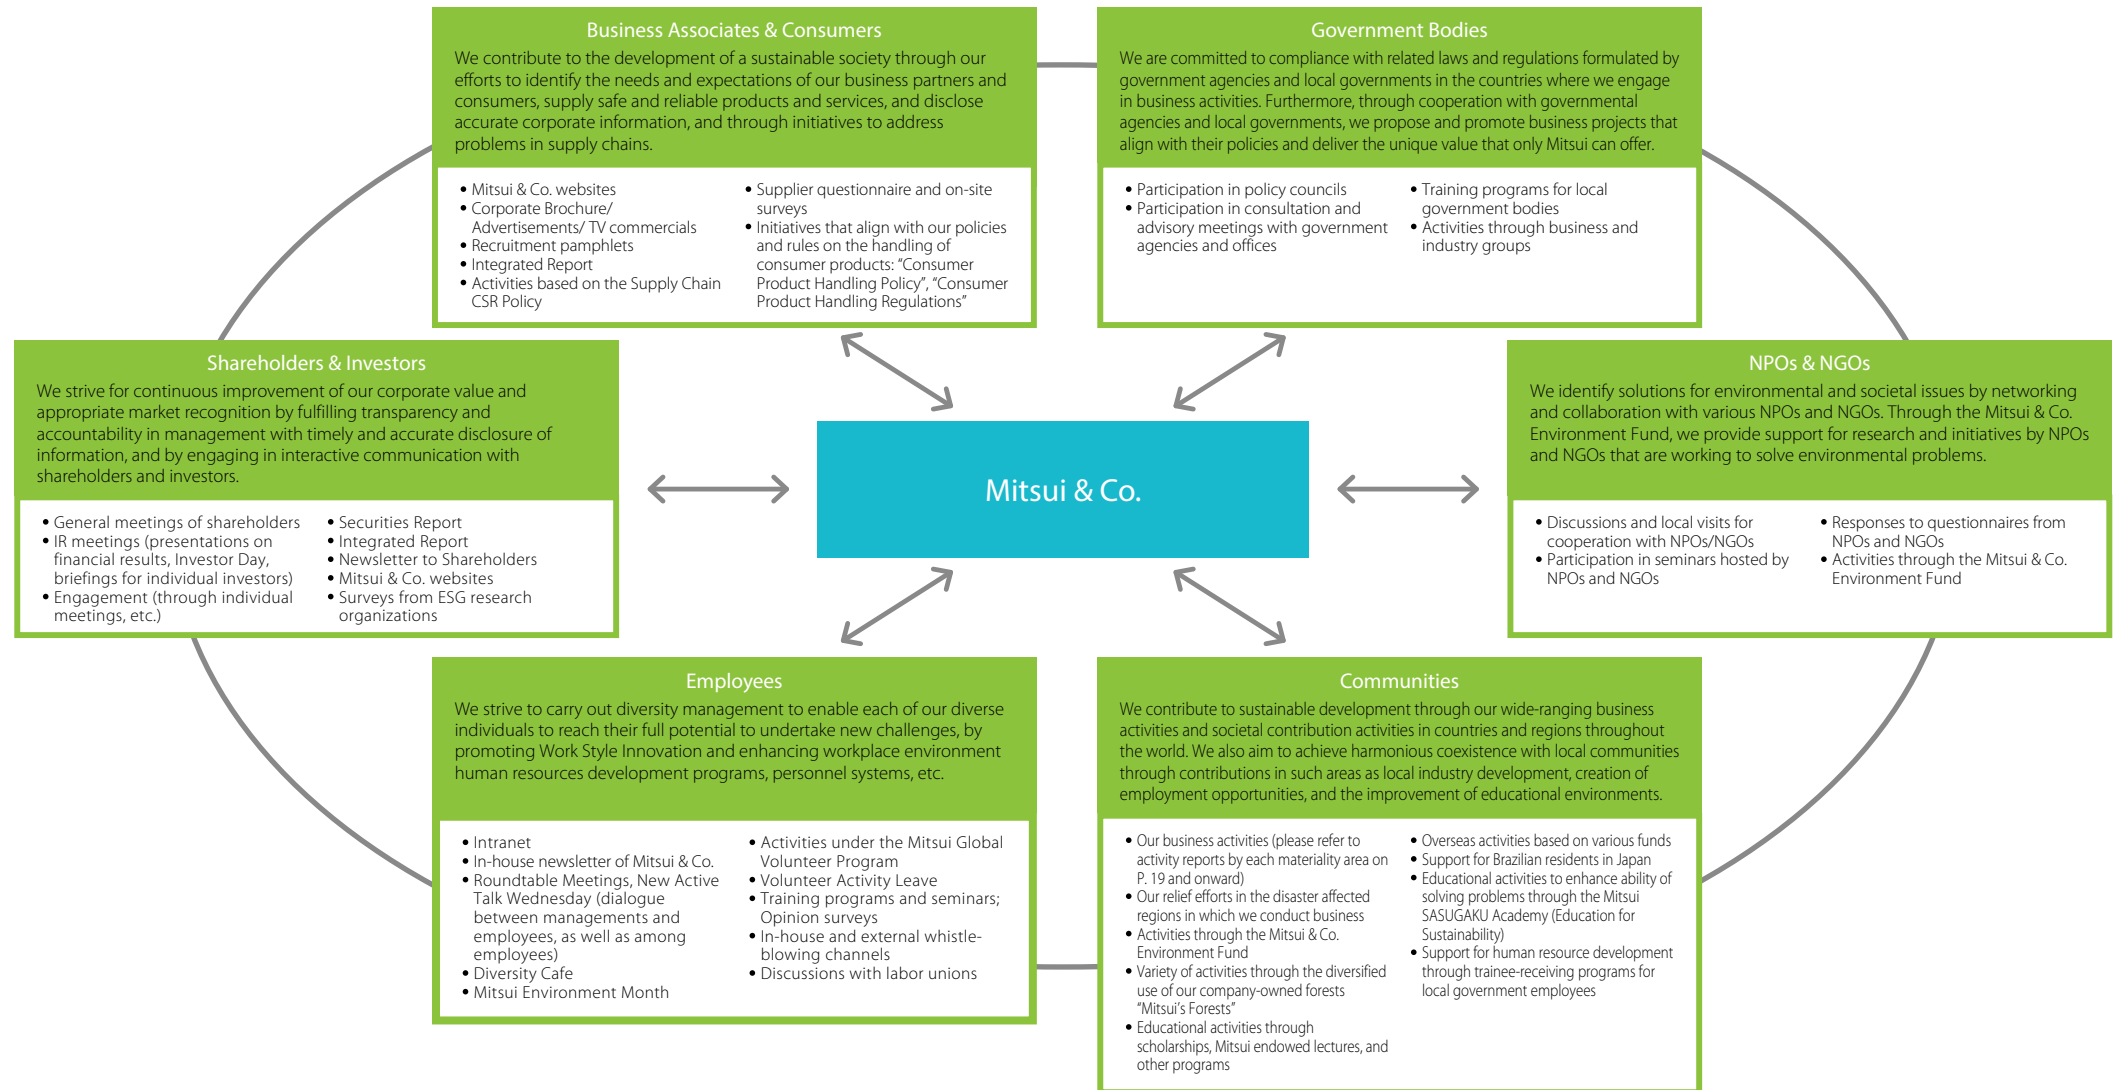 Business Associates & Consumers
We contribute to the development of a sustainable society through our
efforts to identify the needs and expectations of our business partners and
consumers, supply safe and reliable products and services, and disclose
accurate corporate information, and through initiatives to address
problems in supply chains.
• Mitsui & Co. websites
• Corporate Brochure/
Advertisements/ TV commercials
• Recruitment pamphlets
• Integrated Report
• Activities based on the Supply Chain
CSR Policy
• Supplier questionnaire and on-site
surveys
• Initiatives that align with our policies
and rules on the handling of
consumer products: “Consumer
Product Handling Policy”, “Consumer
Product Handling Regulations”
Government Bodies
We are committed to compliance with related laws and regulations formulated by
government agencies and local governments in the countries where we engage
in business activities. Furthermore, through cooperation with governmental
agencies and local governments, we propose and promote business projects that
align with their policies and deliver the unique value that only Mitsui can offer.
• Participation in policy councils
• Participation in consultation and
advisory meetings with government
agencies and offices
• Training programs for local
government bodies
• Activities through business and
industry groups
Shareholders & Investors
We strive for continuous improvement of our corporate value and
appropriate market recognition by fulfilling transparency and
accountability in management with timely and accurate disclosure of
information, and by engaging in interactive communication with
shareholders and investors.
• General meetings of shareholders
• IR meetings (presentations on
financial results, Investor Day,
briefings for individual investors)
• Engagement (through individual
meetings, etc.)
• Securities Report
• Integrated Report
• Newsletter to Shareholders
• Mitsui & Co. websites
• Surveys from ESG research
organizations
Mitsui & Co.
NPOs & NGOs
We identify solutions for environmental and societal issues by networking
and collaboration with various NPOs and NGOs. Through the Mitsui & Co.
Environment Fund, we provide support for research and initiatives by NPOs
and NGOs that are working to solve environmental problems.
• Discussions and local visits for
cooperation with NPOs/NGOs
• Participation in seminars hosted by
NPOs and NGOs
• Responses to questionnaires from
NPOs and NGOs
• Activities through the Mitsui & Co.
Environment Fund
Employees
We strive to carry out diversity management to enable each of our diverse
individuals to reach their full potential to undertake new challenges, by
promoting Work Style Innovation and enhancing workplace environment
human resources development programs, personnel systems, etc.
• Intranet
• In-house newsletter of Mitsui & Co.
• Roundtable Meetings, New Active
Talk Wednesday (dialogue
between managements and
employees, as well as among
employees)
• Diversity Cafe
• Mitsui Environment Month
• Activities under the Mitsui Global
Volunteer Program
• Volunteer Activity Leave
• Training programs and seminars;
Opinion surveys
• In-house and external whistle-
blowing channels
• Discussions with labor unions
Communities
We contribute to sustainable development through our wide-ranging business
activities and societal contribution activities in countries and regions throughout
the world. We also aim to achieve harmonious coexistence with local communities
through contributions in such areas as local industry development, creation of
employment opportunities, and the improvement of educational environments.
• Our business activities (please refer to
activity reports by each materiality area on
P. 19 and onward)
• Our relief efforts in the disaster affected
regions in which we conduct business
• Activities through the Mitsui & Co.
Environment Fund
• Variety of activities through the diversified
use of our company-owned forests
“Mitsui’s Forests”
• Educational activities through
scholarships, Mitsui endowed lectures, and
other programs
• Overseas activities based on various funds
• Support for Brazilian residents in Japan
• Educational activities to enhance ability of
solving problems through the Mitsui
SASUGAKU Academy (Education for
Sustainability)
• Support for human resource development
through trainee-receiving programs for
local government employees